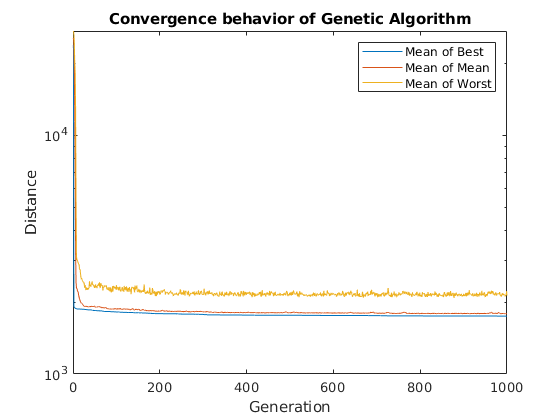 Convergence behavior of Genetic Algorithm
Mean of Best
Mean of Mean
Mean of Worst
10^4
10^3
Distance
0 200 400 600 800 1000
Generation